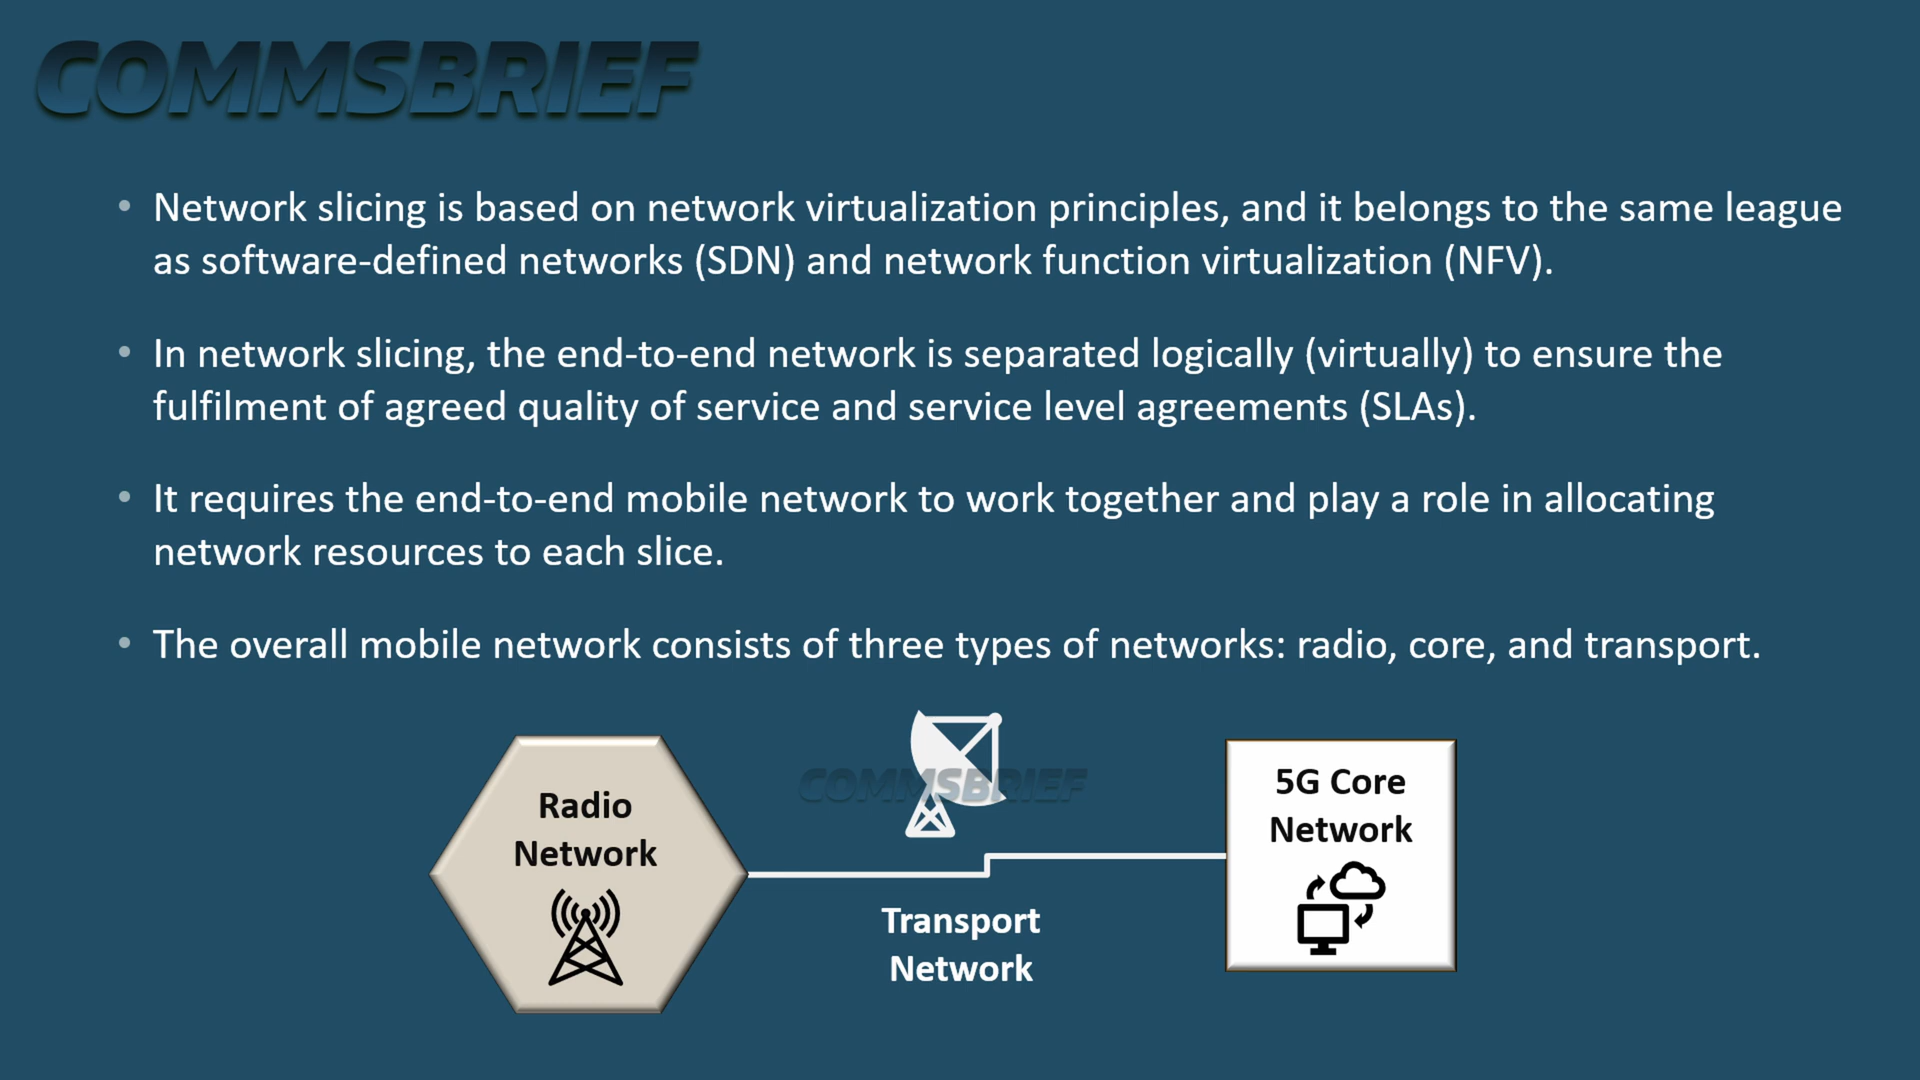 COMMSBRIEF
• Network slicing is based on network virtualization principles, and it belongs to the same league
as software-defined networks (SDN) and network function virtualization (NFV).
• In network slicing, the end-to-end network is separated logically (virtually) to ensure the
fulfilment of agreed quality of service and service level agreements (SLAs).
• It requires the end-to-end mobile network to work together and play a role in allocating
network resources to each slice.
• The overall mobile network consists of three types of networks: radio, core, and transport.
Radio
Network
COMMSBRIEF
Transport
Network
5G Core
Network